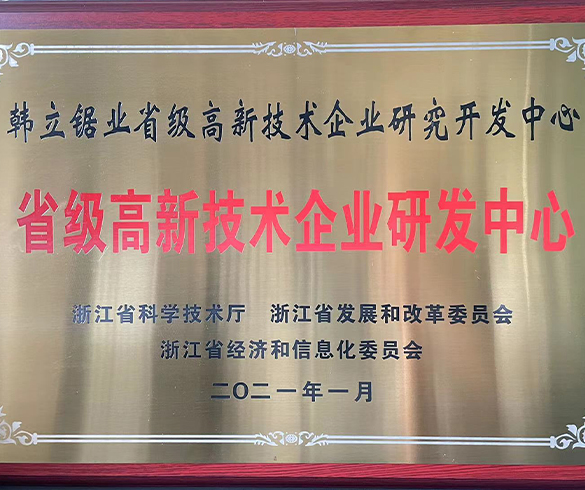 韩立锯业省级高新技术企业研究开发中心
省级高新技术企业研发中心
浙江省科学技术厅 浙江省发展和改革委员会
浙江省经济和信息化委员会
二〇二一年一月